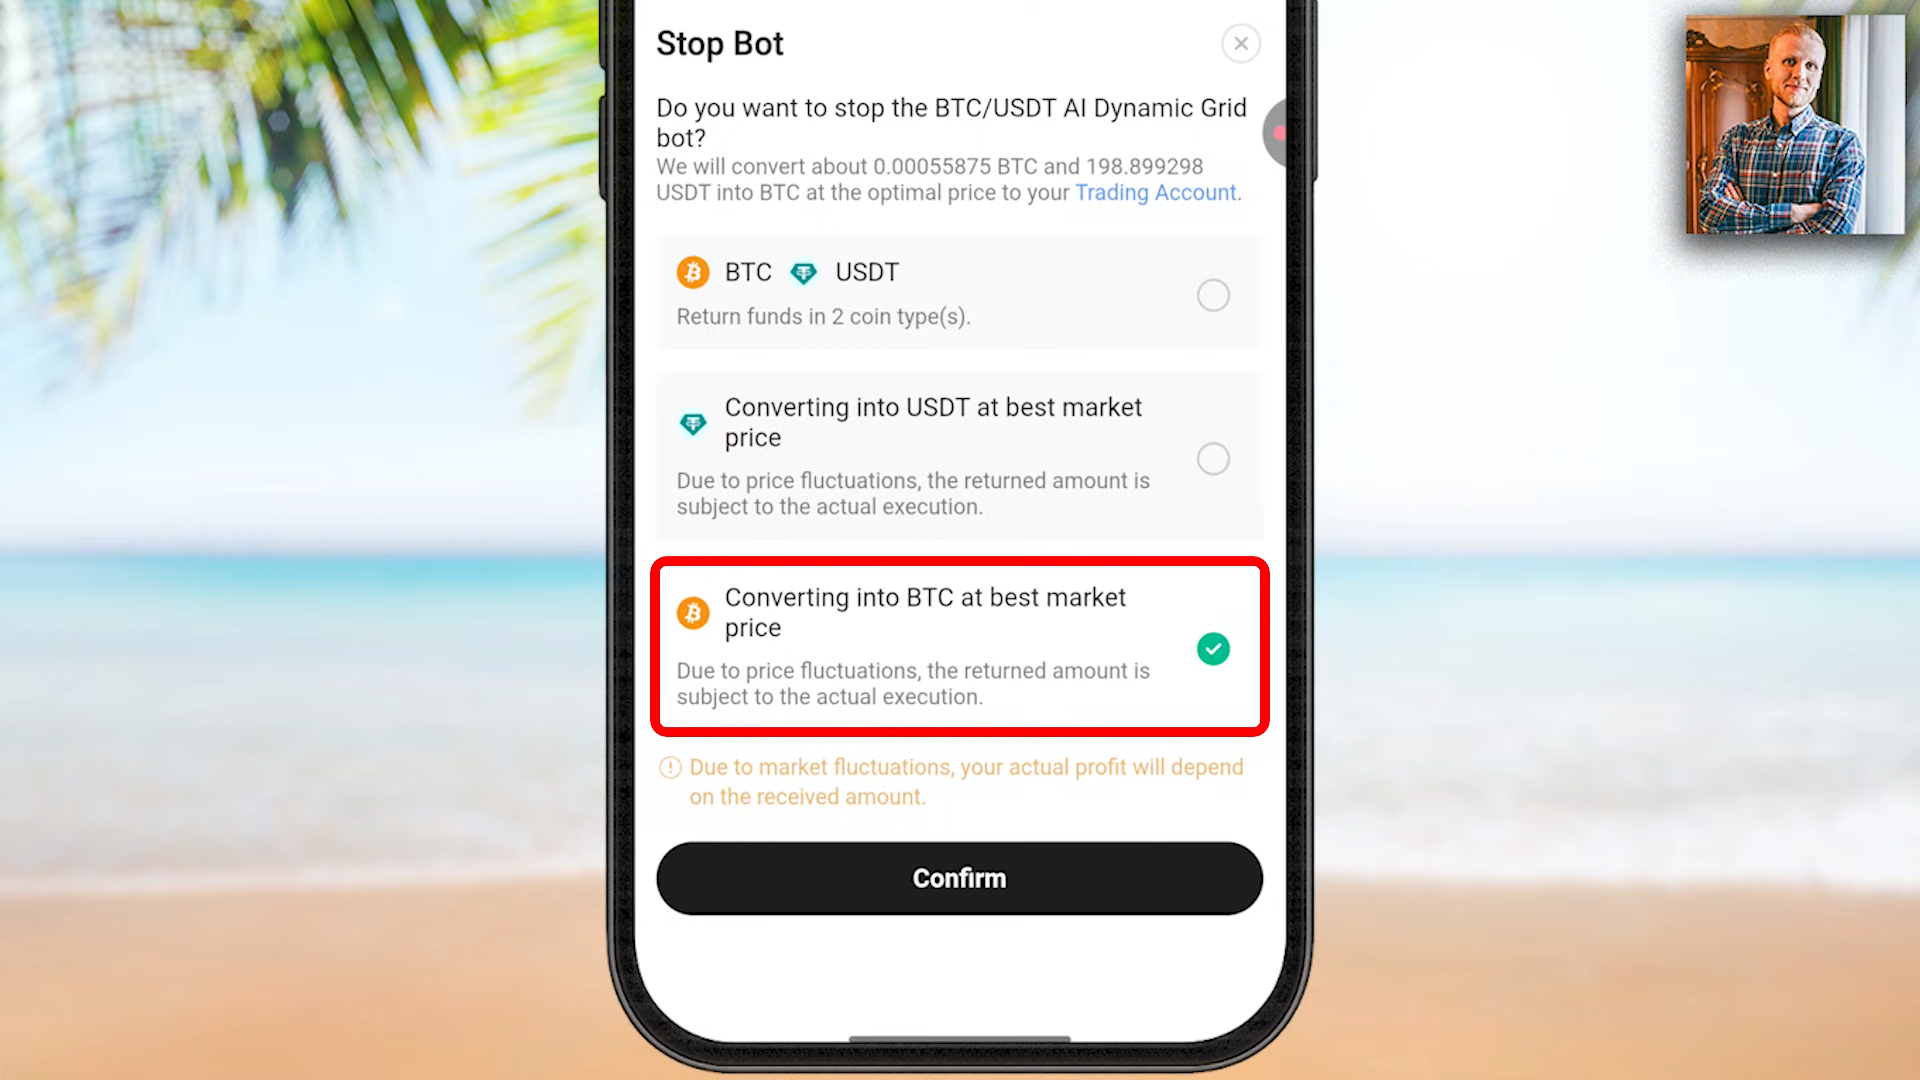 Stop Bot
Do you want to stop the BTC/USDT AI Dynamic Grid
bot?
We will convert about 0.00055875 BTC and 198.899298
USDT into BTC at the optimal price to your Trading Account.
BTC USDT
Return funds in 2 coin type(s).
Converting into USDT at best market
price
Due to price fluctuations, the returned amount is
subject to the actual execution.
Converting into BTC at best market
price
Due to price fluctuations, the returned amount is
subject to the actual execution.
Due to market fluctuations, your actual profit will depend
on the received amount.
Confirm